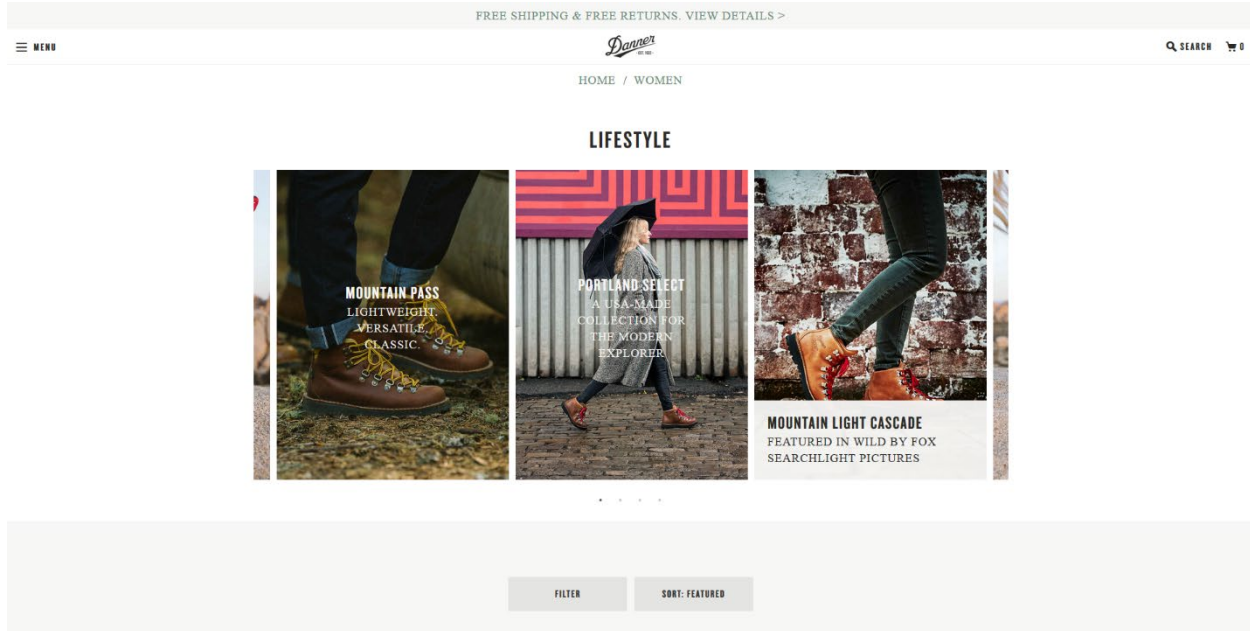 FREE SHIPPING & FREE RETURNS. VIEW DETAILS >
MENU
Danner
SEARCH
0
HOME / WOMEN
LIFESTYLE
MOUNTAIN PASS
LIGHTWEIGHT.
VERSATILE.
CLASSIC.
PORTLAND SELECT
A USA-MADE
COLLECTION FOR
THE MODERN
EXPLORER
MOUNTAIN LIGHT CASCADE
FEATURED IN WILD BY FOX
SEARCHLIGHT PICTURES
FILTER
SORT: FEATURED